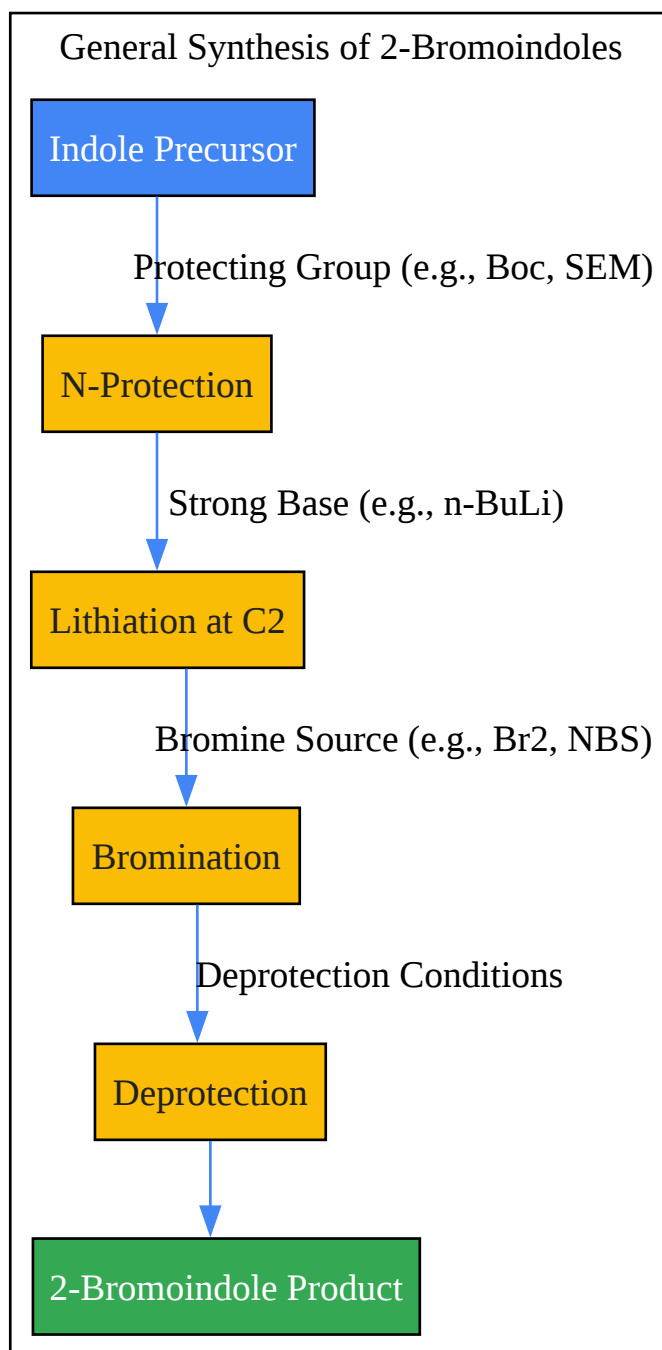 General Synthesis of 2-Bromoindoles
Indole Precursor
Protecting Group (e.g., Boc, SEM)
N-Protection
Strong Base (e.g., n-BuLi)
Lithiation at C2
Bromine Source (e.g., Br2, NBS)
Bromination
Deprotection Conditions
Deprotection
2-Bromoindole Product